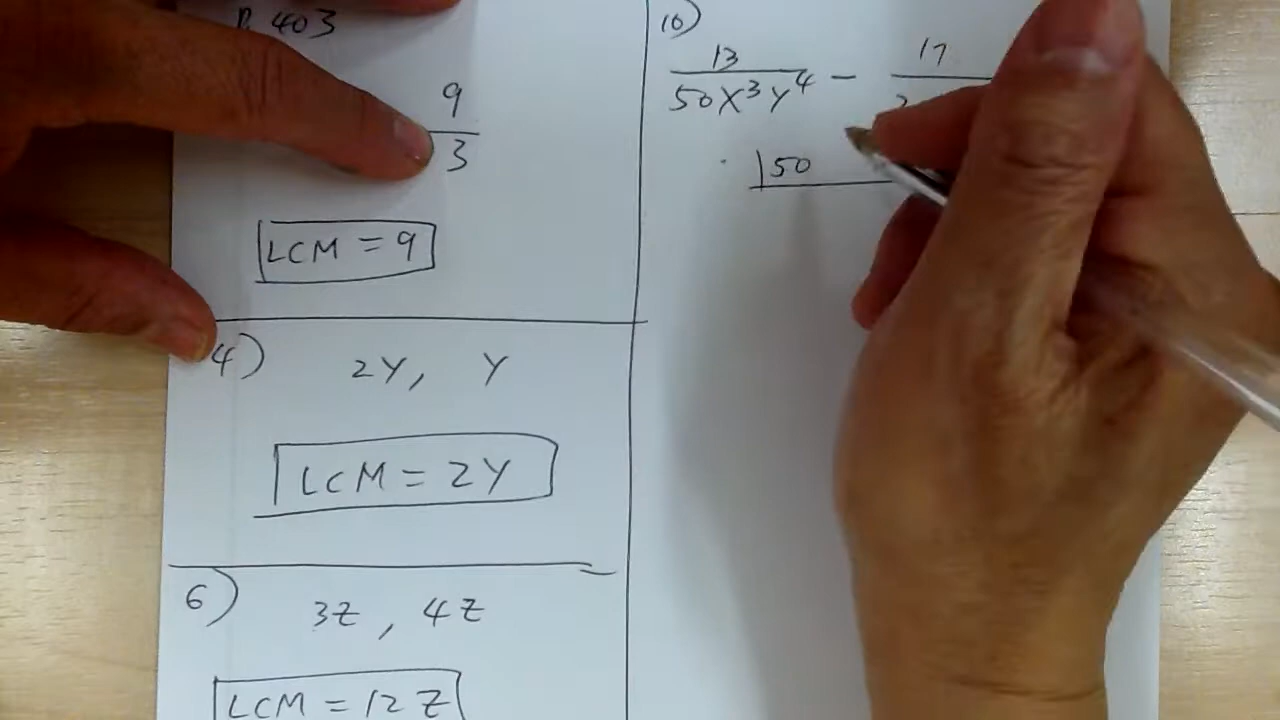 P. 403
9
3
LCM = 9
4) 2Y, Y
LCM = 2Y
6) 3Z, 4Z
LCM = 12Z
10)
13 — 17
50X³Y⁴
50